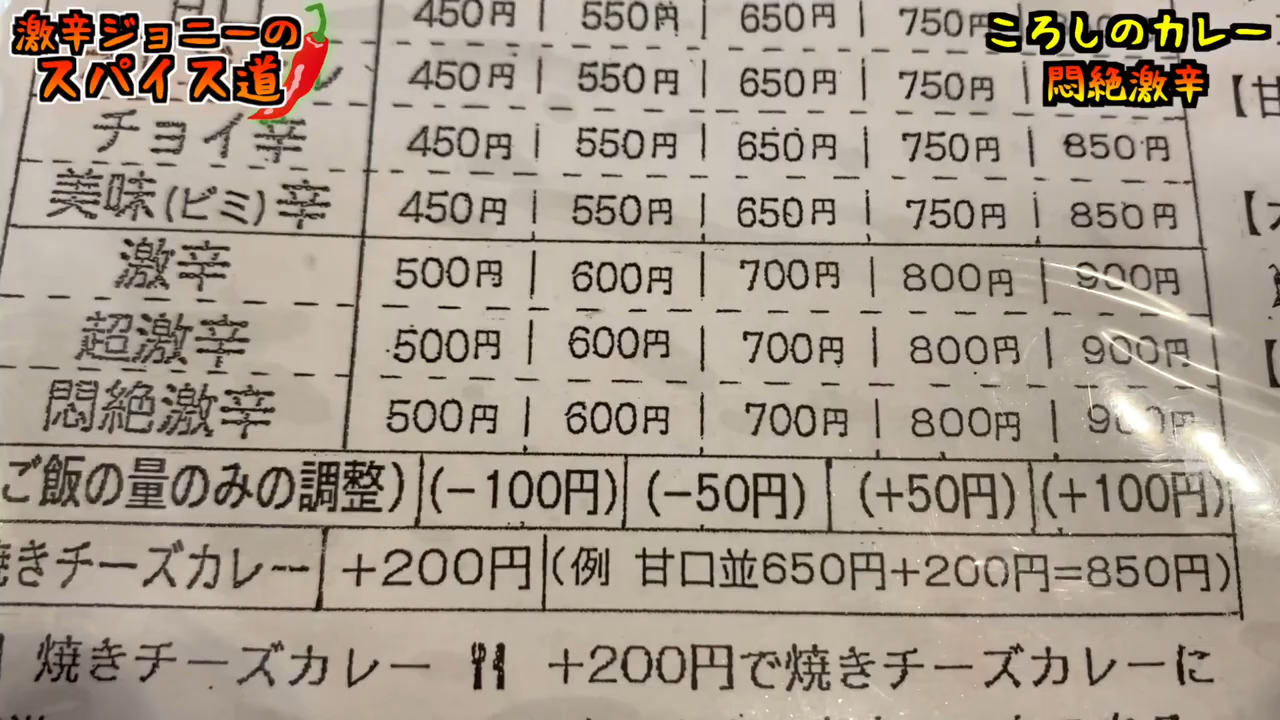 激辛ジョニーの
スパイス道
ころしのカレー
悶絶激辛
450円 550円 650円 750円
450円 550円 650円 750円
チョイ辛 450円 550円 650円 750円 850円
美味(ビミ)辛 450円 550円 650円 750円 850円
激辛 500円 600円 700円 800円 900円
超激辛 500円 600円 700円 800円 900円
悶絶激辛 500円 600円 700円 800円 900円
ご飯の量のみの調整) (−100円) (−50円) (+50円) (+100円)
焼きチーズカレー +200円 (例 甘口並650円+200円=850円)
焼きチーズカレー +200円で焼きチーズカレーに